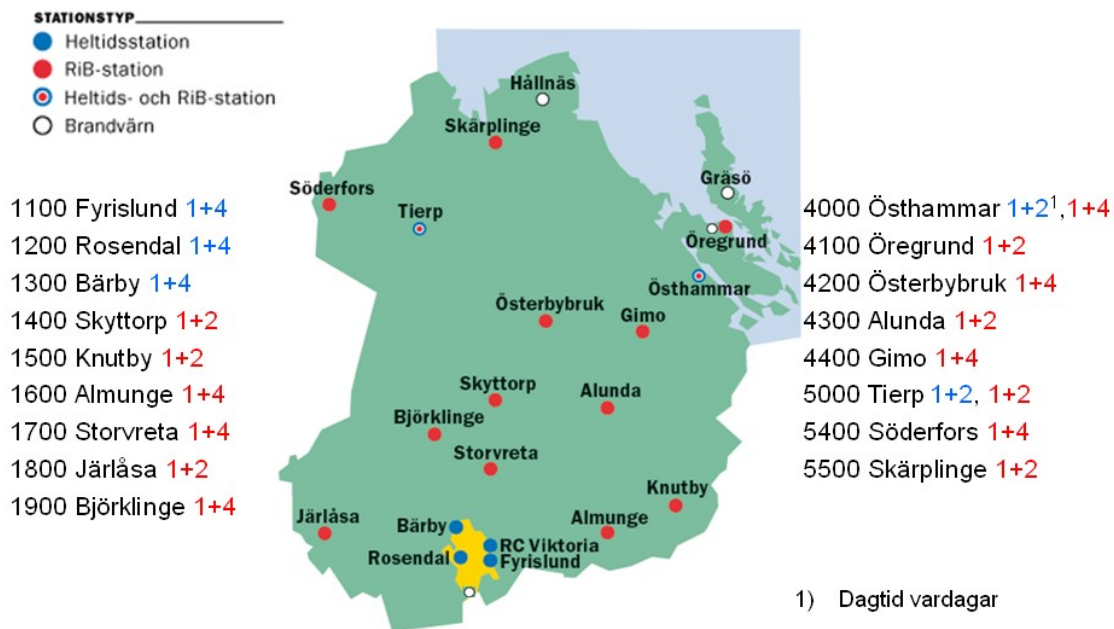 STATIONSTYP
Heltidsstation
RiB-station
Heltids- och RiB-station
Brandvärn
1100 Fyrislund 1+4
1200 Rosendal 1+4
1300 Bärby 1+4
1400 Skyttorp 1+2
1500 Knutby 1+2
1600 Almunge 1+4
1700 Storvreta 1+4
1800 Järlåsa 1+2
1900 Björklinge 1+4
Hållnäs
Skärplinge
Söderfors
Tierp
Gräsö
Öregrund
Östhammar
Österbybruk
Gimo
Skyttorp
Alunda
Björklinge
Storvreta
Knutby
Järlåsa
Bärby
Almunge
RC Viktoria
Rosendal
Fyrislund
4000 Östhammar 1+2¹, 1+4
4100 Öregrund 1+2
4200 Österbybruk 1+4
4300 Alunda 1+2
4400 Gimo 1+4
5000 Tierp 1+2, 1+2
5400 Söderfors 1+4
5500 Skärplinge 1+2
1) Dagtid vardagar